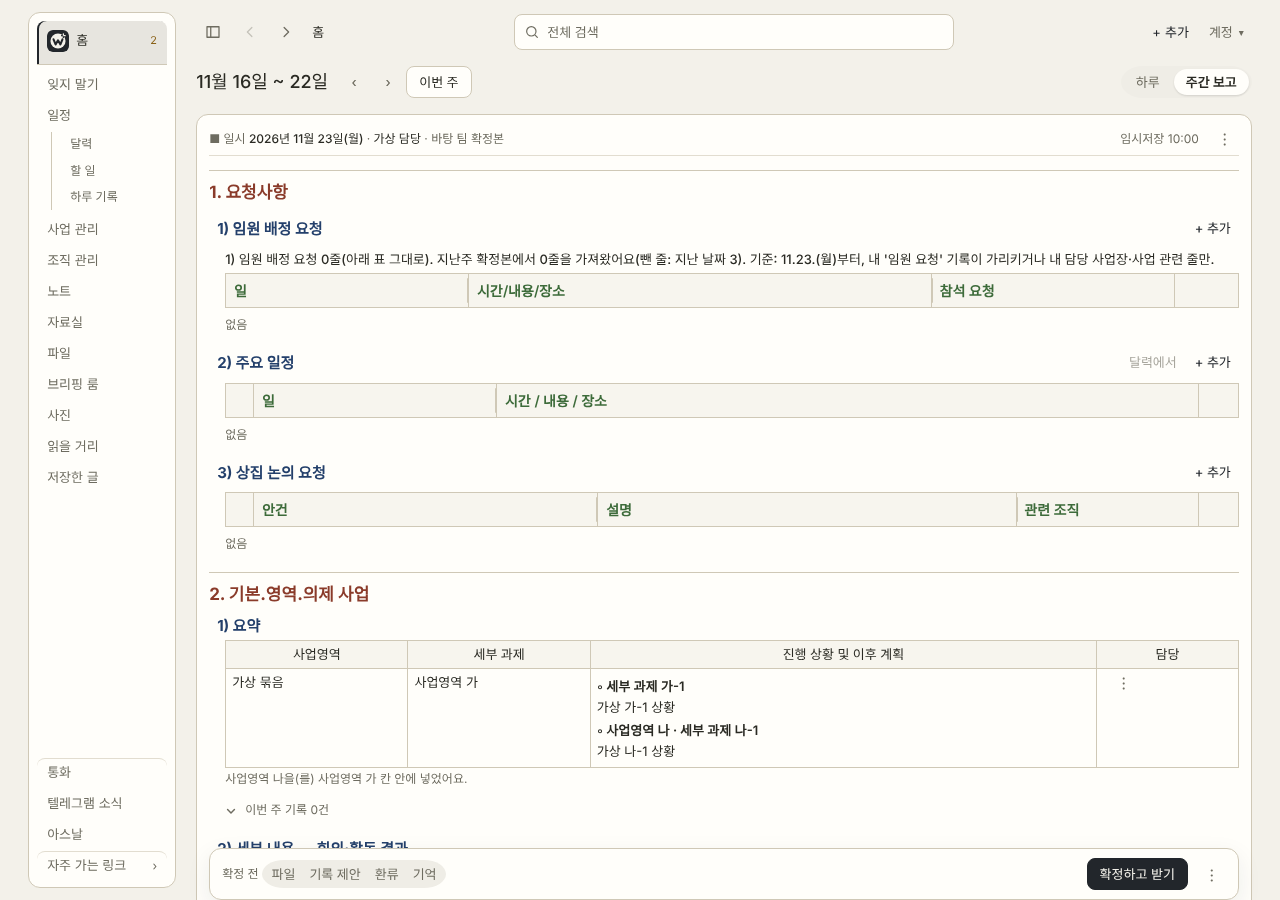 홈 2
잊지 말기
일정
달력
할 일
하루 기록
사업 관리
조직 관리
노트
자료실
파일
브리핑 룸
사진
읽을 거리
저장한 글
통화
텔레그램 소식
아스날
자주 가는 링크 ›
홈
전체 검색
+ 추가
계정 ▾
11월 16일 ~ 22일 ‹ › 이번 주
하루 주간 보고
■ 일시 2026년 11월 23일(월) · 가상 담당 · 바탕 팀 확정본
임시저장 10:00 ⋮
1. 요청사항
1) 임원 배정 요청 + 추가
1) 임원 배정 요청 0줄(아래 표 그대로). 지난주 확정본에서 0줄을 가져왔어요(뺀 줄: 지난 날짜 3). 기준: 11.23.(월)부터, 내 '임원 요청' 기록이 가리키거나 내 담당 사업장·사업 관련 줄만.
일 시간/내용/장소 참석 요청
없음
2) 주요 일정 달력에서 + 추가
일 시간 / 내용 / 장소
없음
3) 상집 논의 요청 + 추가
안건 설명 관련 조직
없음
2. 기본.영역.의제 사업
1) 요약
사업영역 세부 과제 진행 상황 및 이후 계획 담당
가상 묶음 사업영역 가 ∘ 세부 과제 가-1 ⋮
가상 가-1 상황
∘ 사업영역 나 · 세부 과제 나-1
가상 나-1 상황
사업영역 나을(를) 사업영역 가 칸 안에 넣었어요.
이번 주 기록 0건
확정 전 파일 기록 제안 환류 기억
확정하고 받기 ⋮